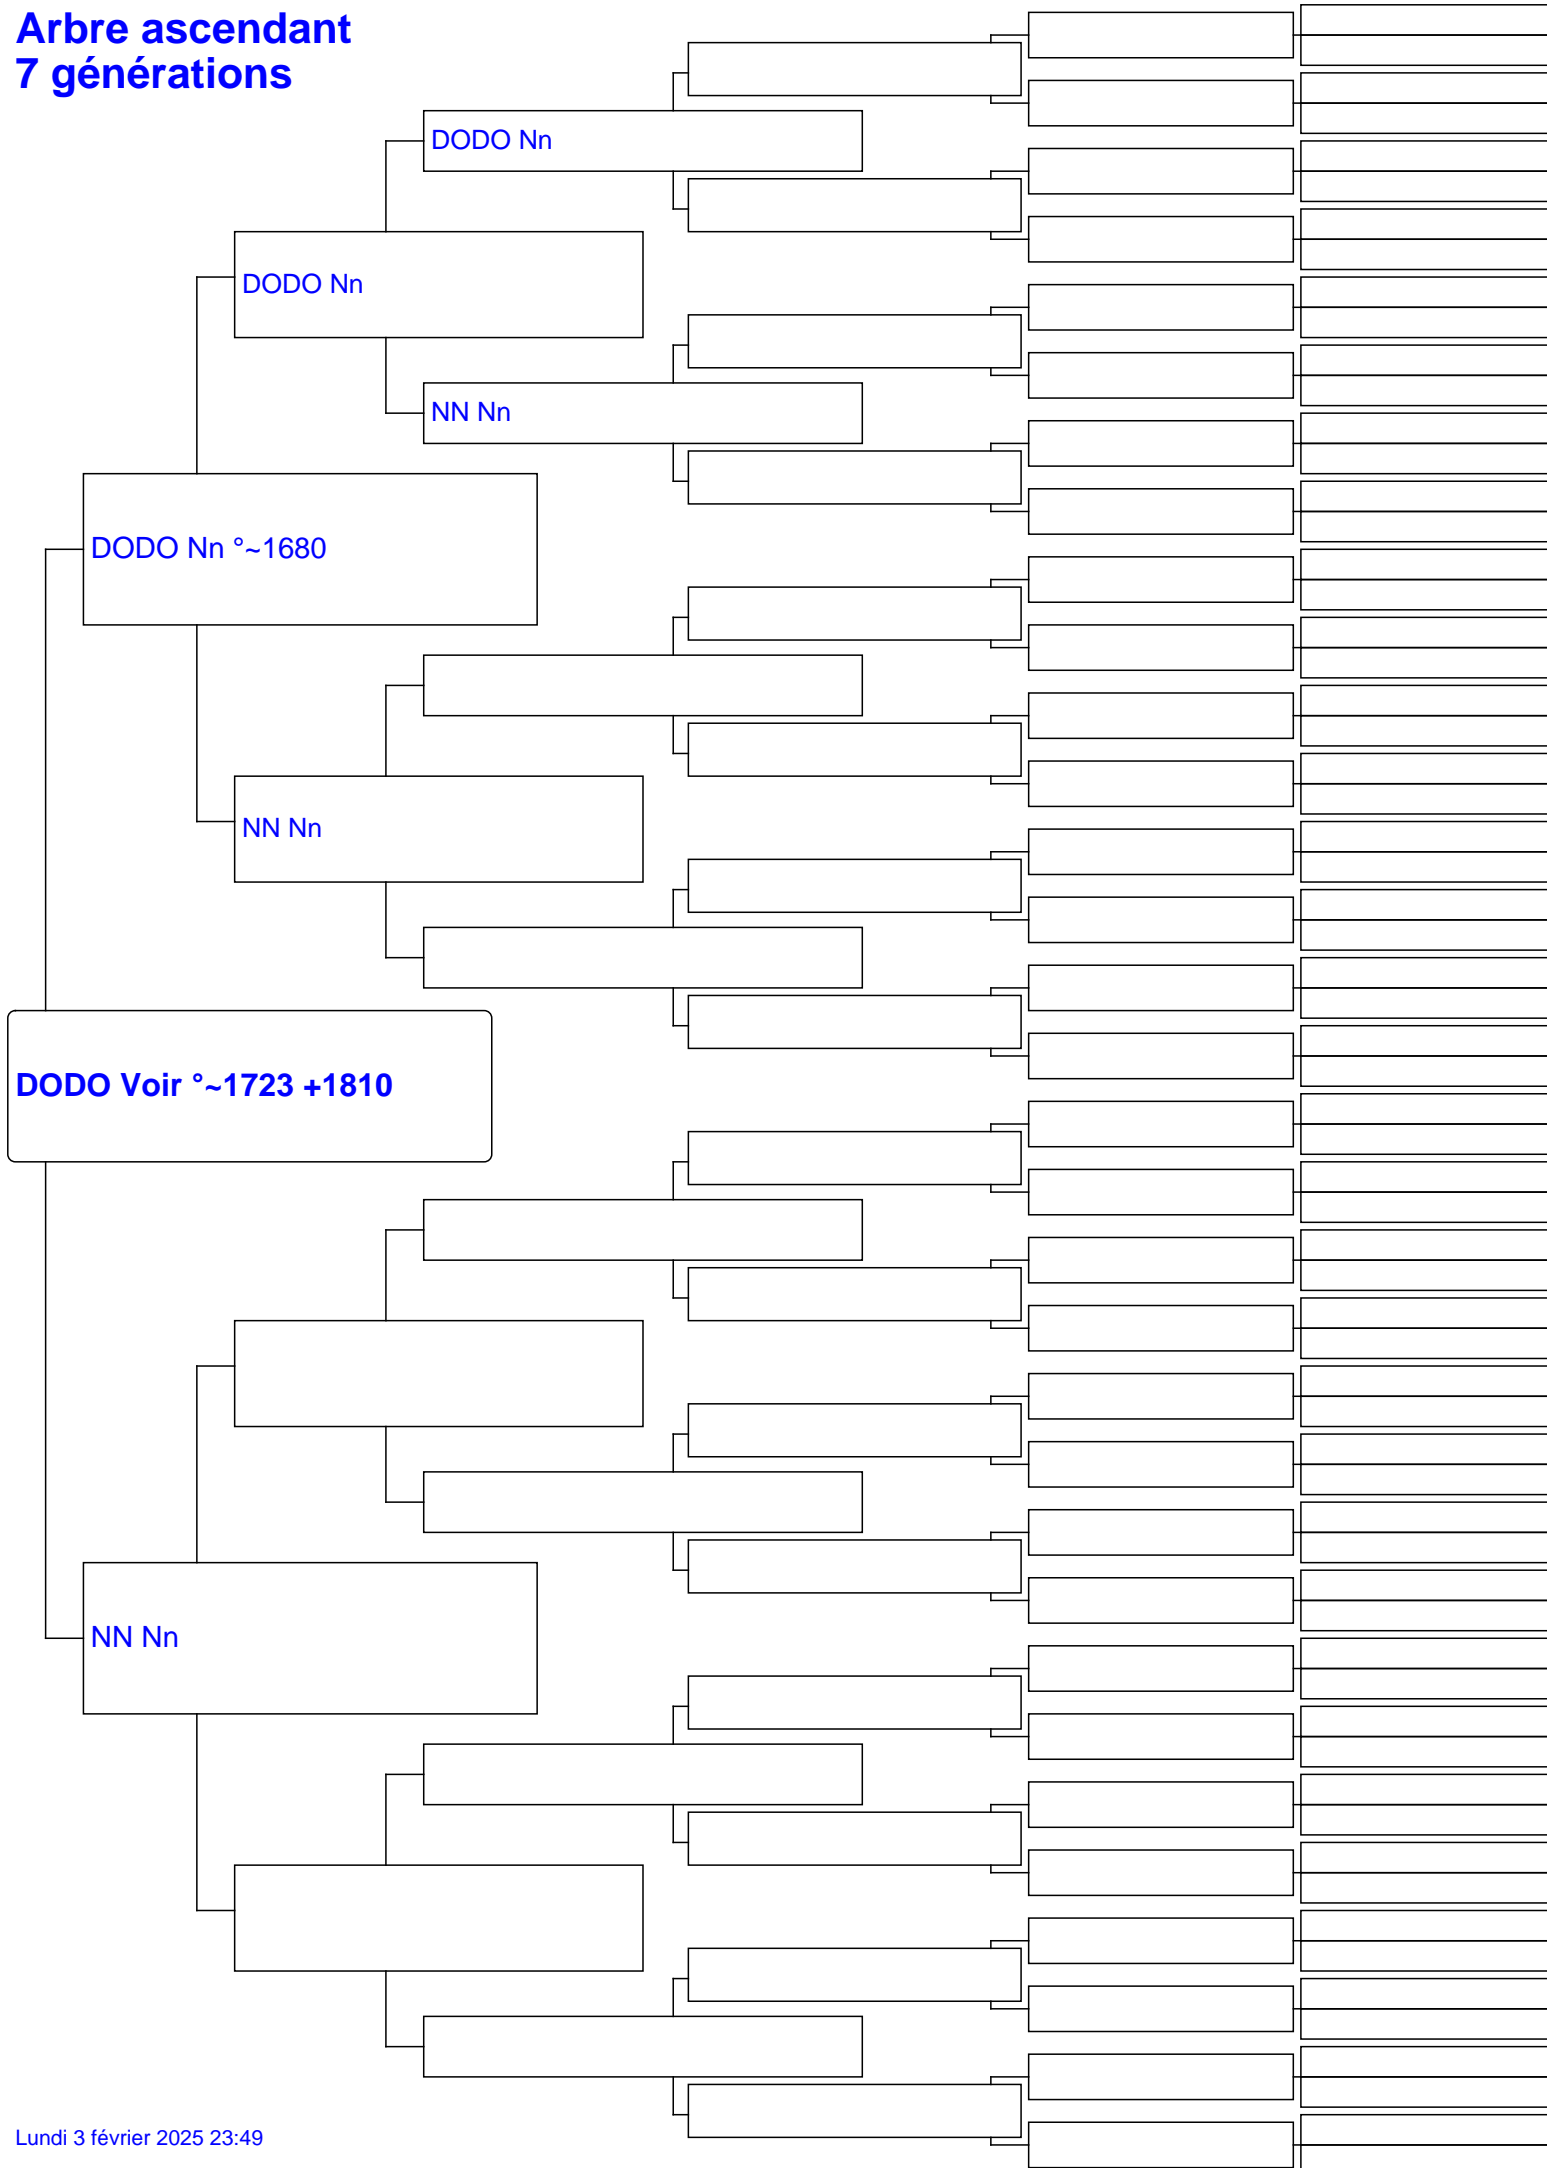 Arbre ascendant
7 générations
DODO Nn
DODO Nn
NN Nn
DODO Nn °~1680
NN Nn
DODO Voir °~1723 +1810
NN Nn
Lundi 3 février 2025 23:49